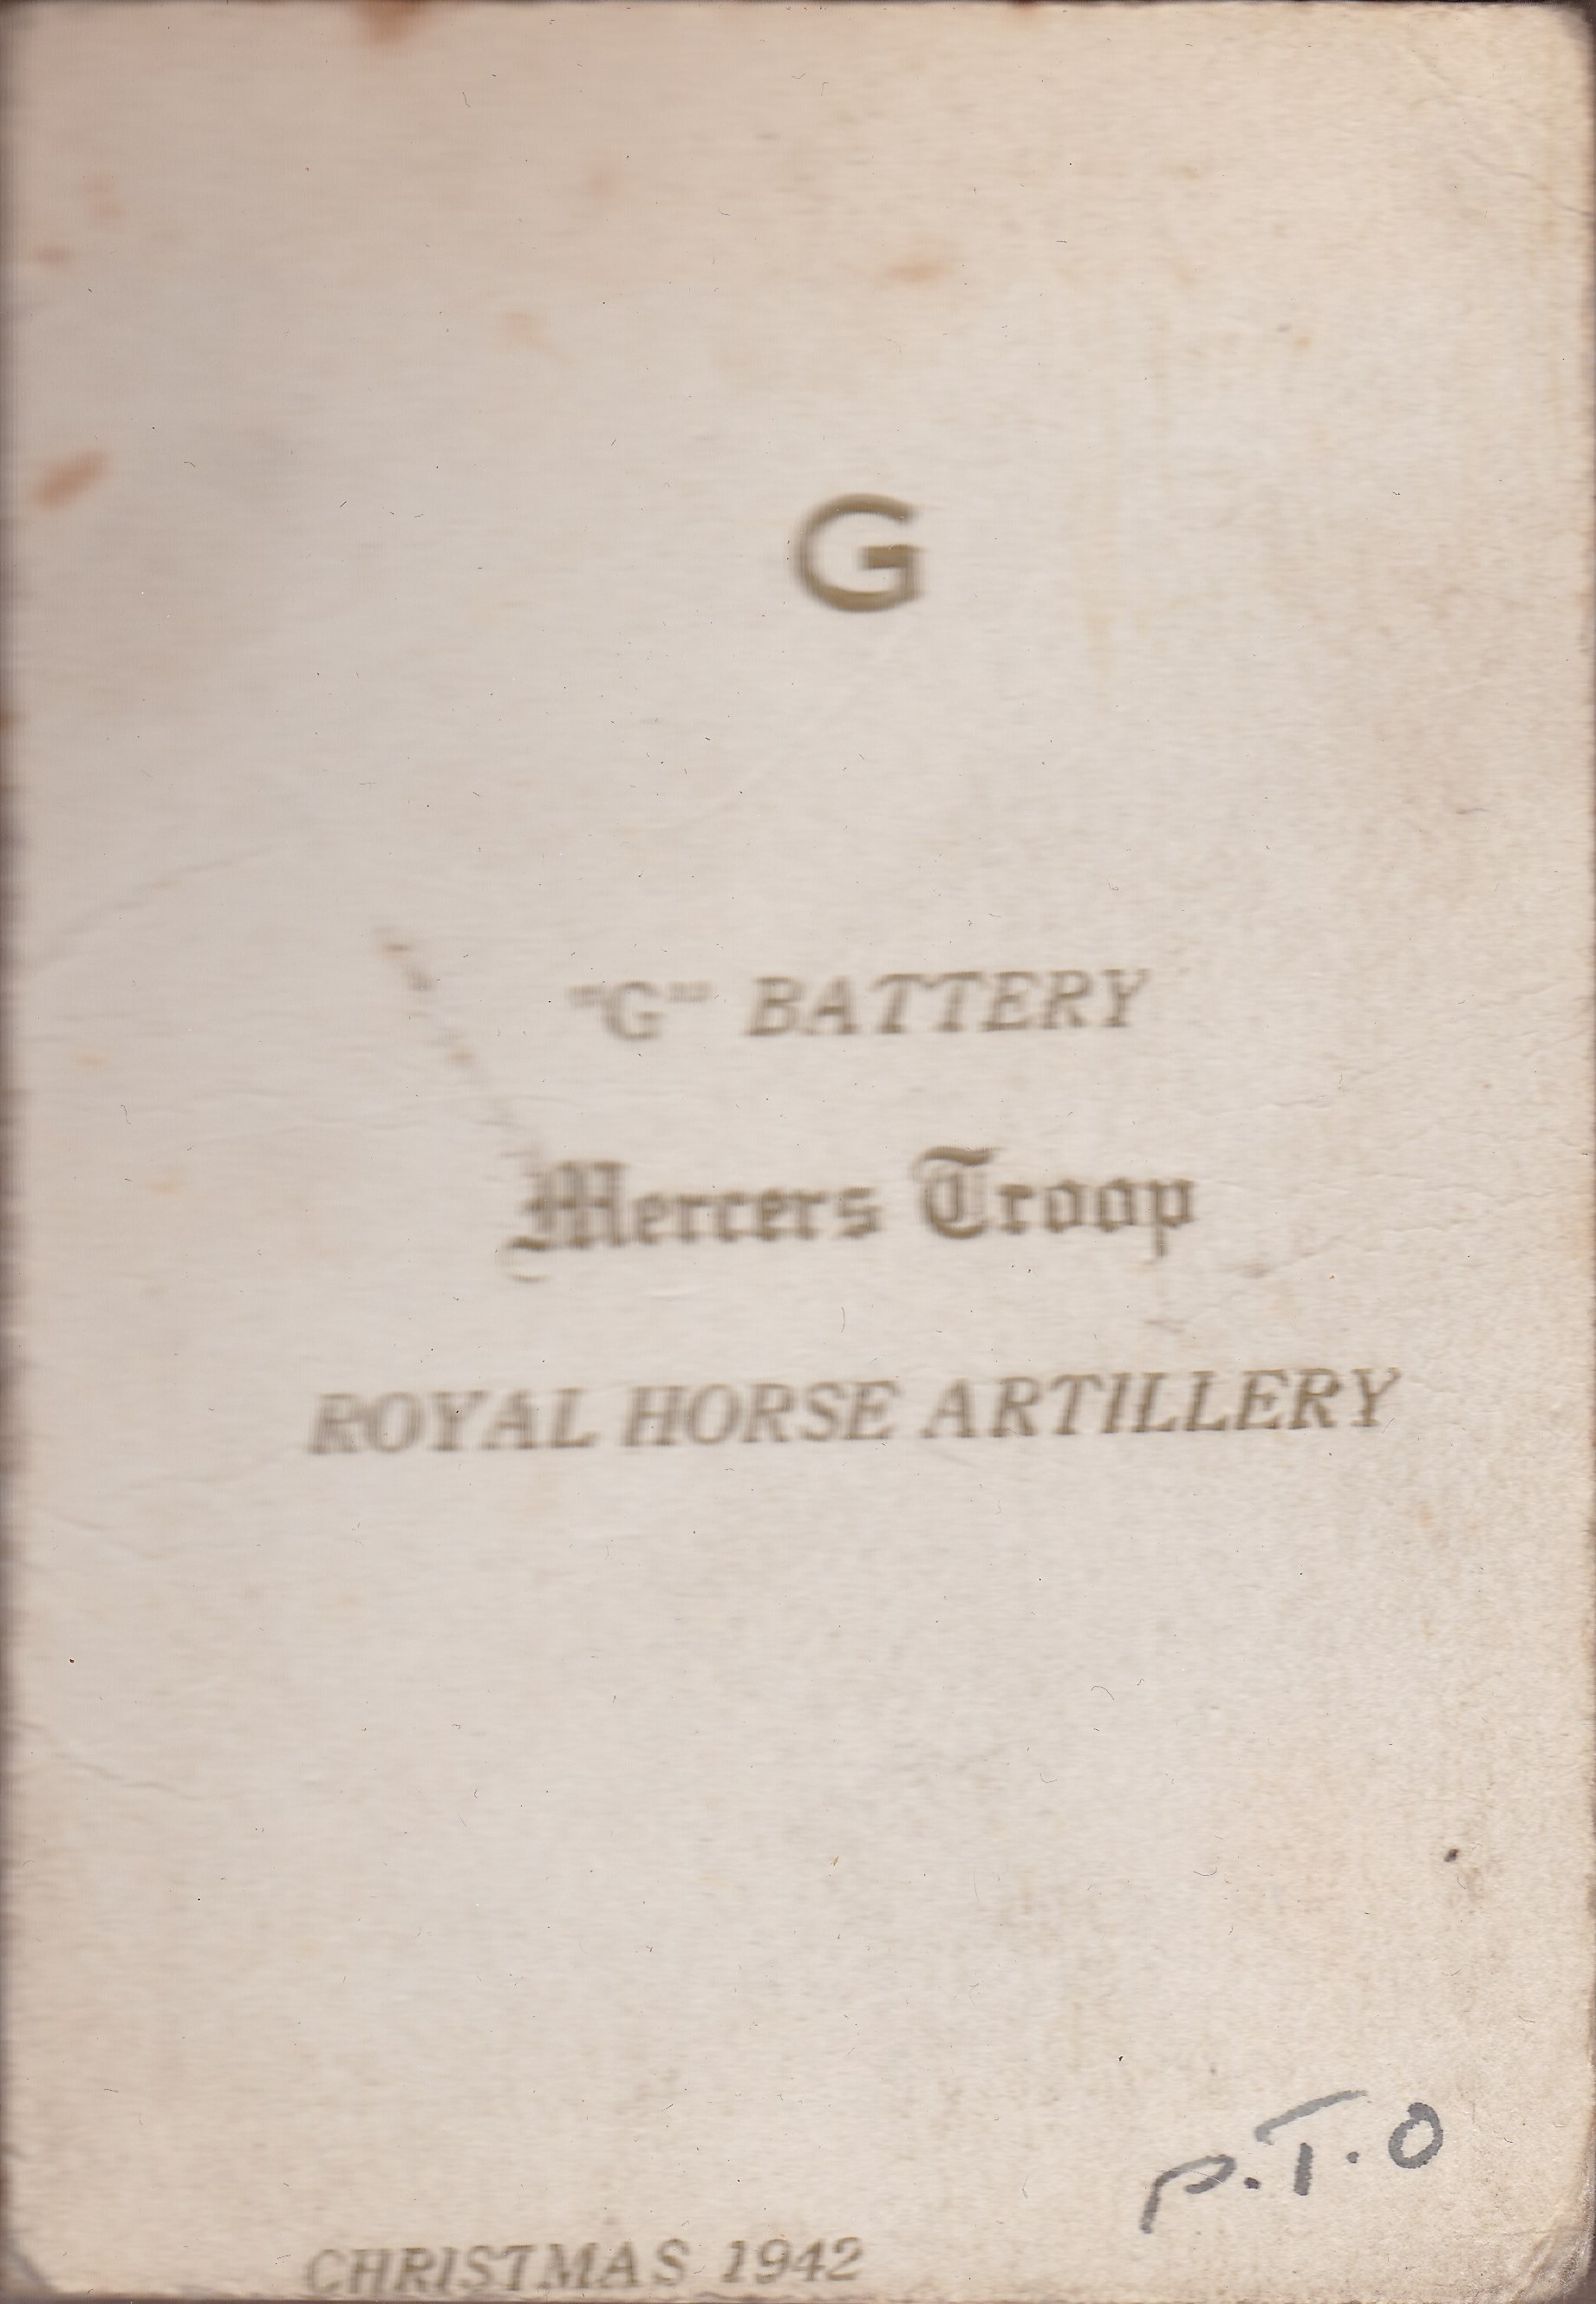 G
"G" BATTERY
Mercers Troop
ROYAL HORSE ARTILLERY
P.T.O
CHRISTMAS 1942